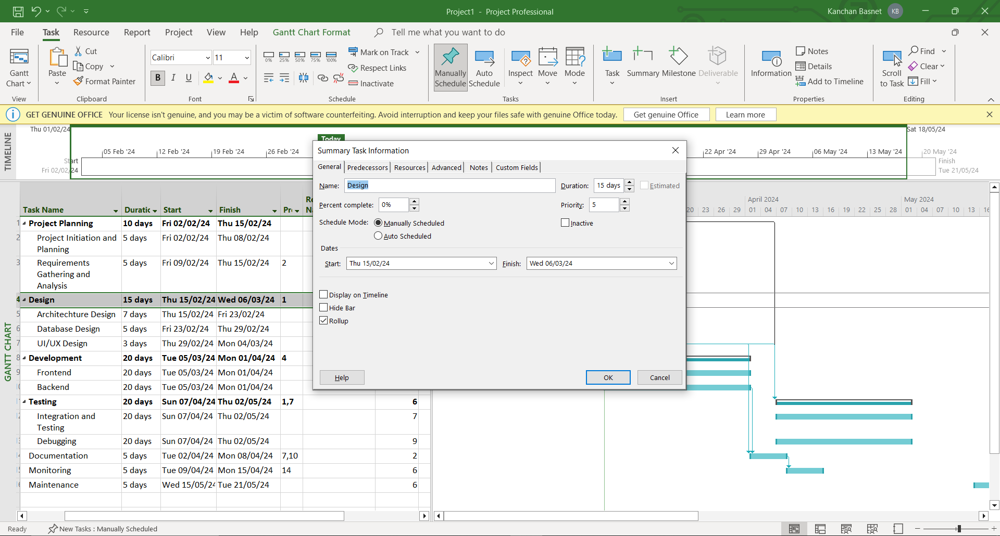 Project1 - Project Professional
Kanchan Basnet KB
File Task Resource Report Project View Help Gantt Chart Format Tell me what you want to do
Gantt Chart
View
Paste
Cut
Copy
Format Painter
Clipboard
Calibri 11
B I U A
Font
0% 25% 50% 75% 100%
Mark on Track
Respect Links
Inactivate
Schedule
Manually Schedule
Auto Schedule
Inspect
Move
Mode
Tasks
Task
Summary
Milestone
Deliverable
Insert
Information
Notes
Details
Add to Timeline
Properties
Scroll to Task
Find
Clear
Fill
Editing
GET GENUINE OFFICE Your license isn't genuine, and you may be a victim of software counterfeiting. Avoid interruption and keep your files safe with genuine Office today. Get genuine Office Learn more
TIMELINE
Thu 01/02/24
Sat 18/05/24
Today
05 Feb '24 12 Feb '24 19 Feb '24 26 Feb '24 22 Apr '24 29 Apr '24 06 May '24 13 May '24 20 May '24
Start
Fri 02/02/24
Finish
Tue 21/05/24
Summary Task Information
General Predecessors Resources Advanced Notes Custom Fields
Name: Design Duration: 15 days Estimated
Percent complete: 0% Priority: 5
Schedule Mode: Manually Scheduled Inactive
Auto Scheduled
Dates
Start: Thu 15/02/24 Finish: Wed 06/03/24
Display on Timeline
Hide Bar
Rollup
Help OK Cancel
GANTT CHART
April 2024 May 2024
20 23 26 29 01 04 07 10 13 16 19 22 25 28 01 04 07 10 13 16
Task Name Duratic Start Finish Pr
1 Project Planning 10 days Fri 02/02/24 Thu 15/02/24
2 Project Initiation and Planning 5 days Fri 02/02/24 Thu 08/02/24
3 Requirements Gathering and Analysis 5 days Fri 09/02/24 Thu 15/02/24 2
4 Design 15 days Thu 15/02/24 Wed 06/03/24 1
5 Architechture Design 7 days Thu 15/02/24 Fri 23/02/24
6 Database Design 5 days Fri 23/02/24 Thu 29/02/24
7 UI/UX Design 3 days Thu 29/02/24 Mon 04/03/24
8 Development 20 days Tue 05/03/24 Mon 01/04/24 4
9 Frontend 20 days Tue 05/03/24 Mon 01/04/24
Backend 20 days Tue 05/03/24 Mon 01/04/24
Testing 20 days Sun 07/04/24 Thu 02/05/24 1,7 6
Integration and Testing 20 days Sun 07/04/24 Thu 02/05/24 7
Debugging 20 days Sun 07/04/24 Thu 02/05/24 9
Documentation 5 days Tue 02/04/24 Mon 08/04/24 7,10 2
Monitoring 5 days Tue 09/04/24 Mon 15/04/24 14 6
Maintenance 5 days Wed 15/05/24 Tue 21/05/24 6
Ready New Tasks : Manually Scheduled